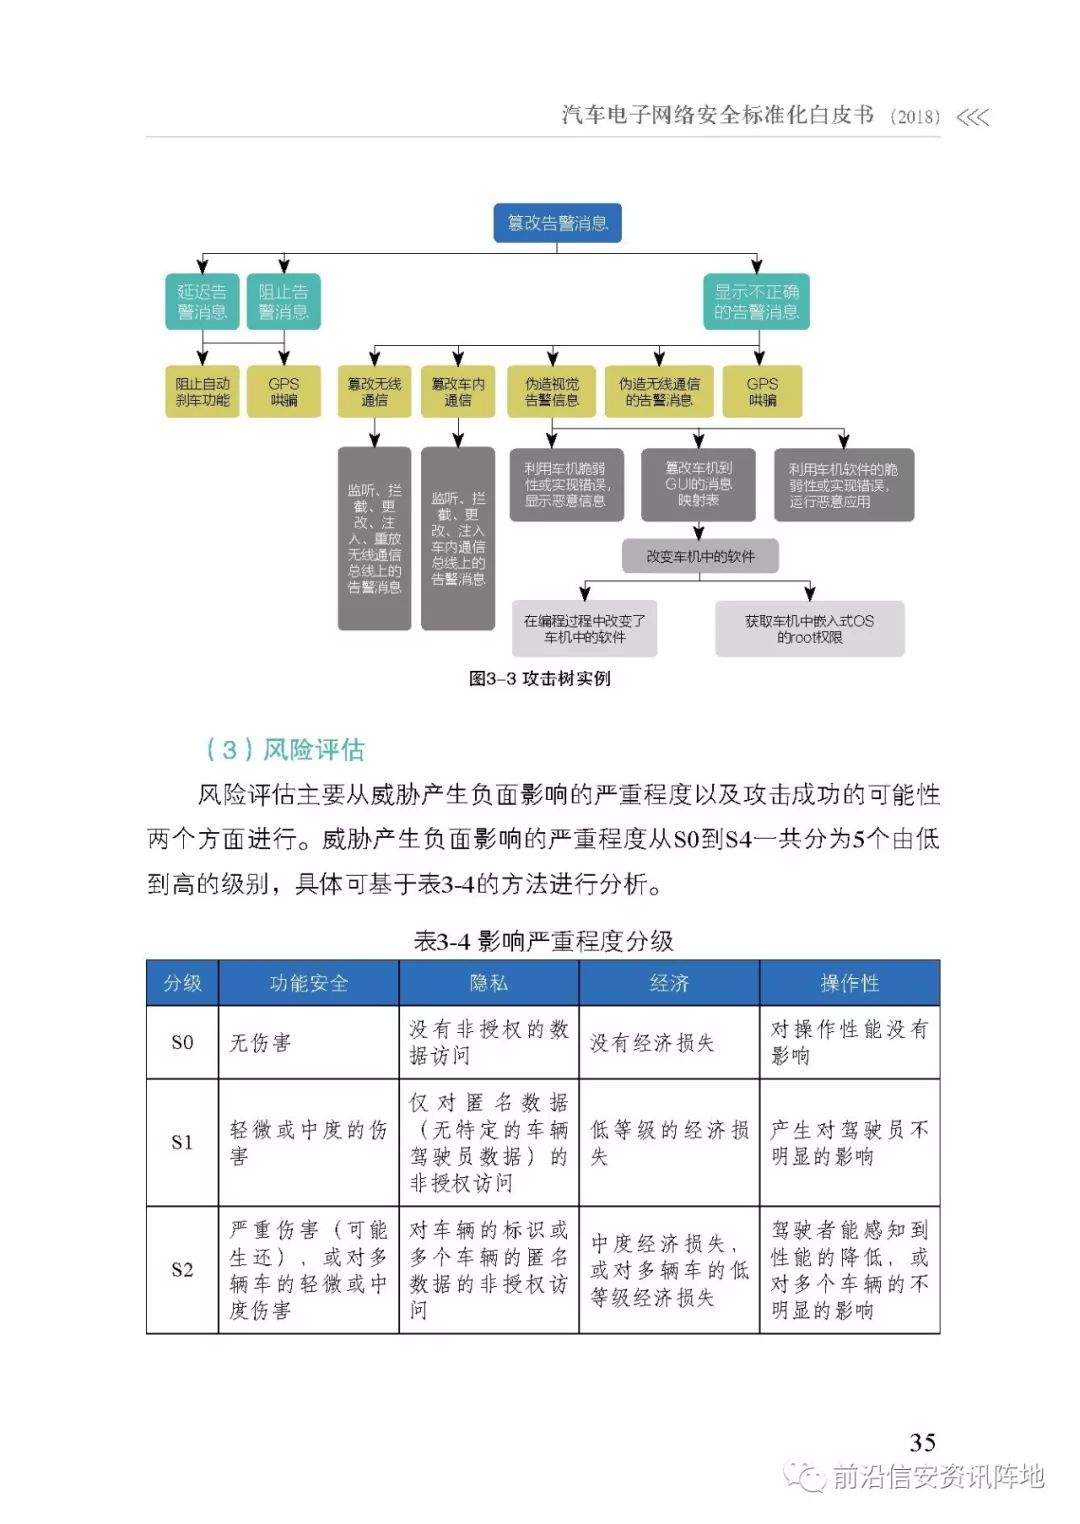 汽车电子网络安全标准化白皮书 (2018)
篡改告警消息
延迟告
警消息
阻止告
警消息
显示不正确
的告警消息
阻止自动
刹车功能
GPS
哄骗
篡改无线
通信
篡改车内
通信
伪造视觉
告警信息
伪造无线通信
的告警消息
GPS
哄骗
监听、拦
截、更
改、注
入、重放
无线通信
总线上的
告警消息
监听、拦
截、更
改、注入
车内通信
总线上的
告警消息
利用车机脆弱
性或实现错误，
显示恶意信息
篡改车机到
GUI的消息
映射表
利用车机软件的脆
弱性或实现错误，
运行恶意应用
改变车机中的软件
在编程过程中改变了
车机中的软件
获取车机中嵌入式OS
的root权限
图3-3 攻击树实例
（3）风险评估
风险评估主要从威胁产生负面影响的严重程度以及攻击成功的可能性
两个方面进行。威胁产生负面影响的严重程度从S0到S4一共分为5个由低
到高的级别，具体可基于表3-4的方法进行分析。
表3-4 影响严重程度分级
分级 功能安全 隐私 经济 操作性
S0
无伤害
没有非授权的数
据访问
没有经济损失
对操作性能没有
影响
S1
轻微或中度的伤
害
仅对匿名数据
（无特定的车辆
驾驶员数据）的
非授权访问
低等级的经济损
失
产生对驾驶员不
明显的影响
S2
严重伤害（可能
生还），或对多
辆车的轻微或中
度伤害
对车辆的标识或
多个车辆的匿名
数据的非授权访
问
中度经济损失，
或对多辆车的低
等级经济损失
驾驶者能感知到
性能的降低，或
对多个车辆的不
明显的影响
35
前沿信安资讯阵地